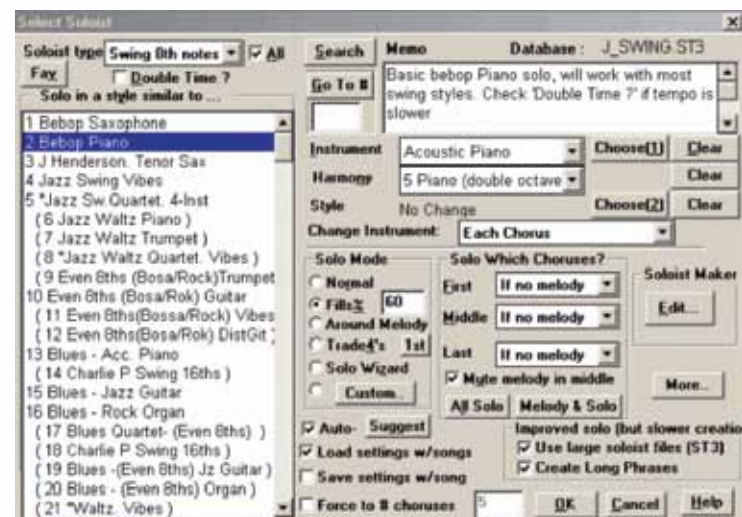 Select Soloist
Soloist type Swing 8th notes All
Fav Double Time ?
Solo in a style similar to ...
1 Bebop Saxophone
2 Bebop Piano
3 J Henderson. Tenor Sax
4 Jazz Swing Vibes
5 *Jazz Sw.Quartet. 4-Inst
( 6 Jazz Waltz Piano )
( 7 Jazz Waltz Trumpet )
( 8 *Jazz Waltz Quartet. Vibes )
( 9 Even 8ths (Bosa/Rock)Trumpet
10 Even 8ths (Bosa/Rok) Guitar
( 11 Even 8ths(Bossa/Rock) Vibes
( 12 Even 8ths(Bosa/Rok) DistGit )
13 Blues - Acc. Piano
( 14 Charlie P Swing 16ths )
15 Blues - Jazz Guitar
16 Blues - Rock Organ
( 17 Blues Quartet- (Even 8ths) )
( 18 Charlie P Swing 16ths )
( 19 Blues -(Even 8ths) Jz Guitar )
( 20 Blues - (Even 8ths) Organ )
( 21 *Waltz. Vibes )
Search
Go To #
Memo Database : J_SWING.ST3
Basic bebop Piano solo, will work with most
swing styles. Check 'Double Time ?' if tempo is
slower
Instrument Acoustic Piano Choose(1) Clear
Harmony 5 Piano (double octave Clear
Style No Change Choose(2) Clear
Change Instrument: Each Chorus
Solo Mode
Normal
Fills% 60
Around Melody
Trade4's 1st
Solo Wizard
Custom..
Solo Which Choruses?
First If no melody
Middle If no melody
Last If no melody
Mute melody in middle
All Solo Melody & Solo
Soloist Maker
Edit...
More..
Auto- Suggest
Load settings w/songs
Save settings w/song
Force to # choruses 5
Improved solo (but slower creatio
Use large soloist files (ST3)
Create Long Phrases
OK Cancel Help